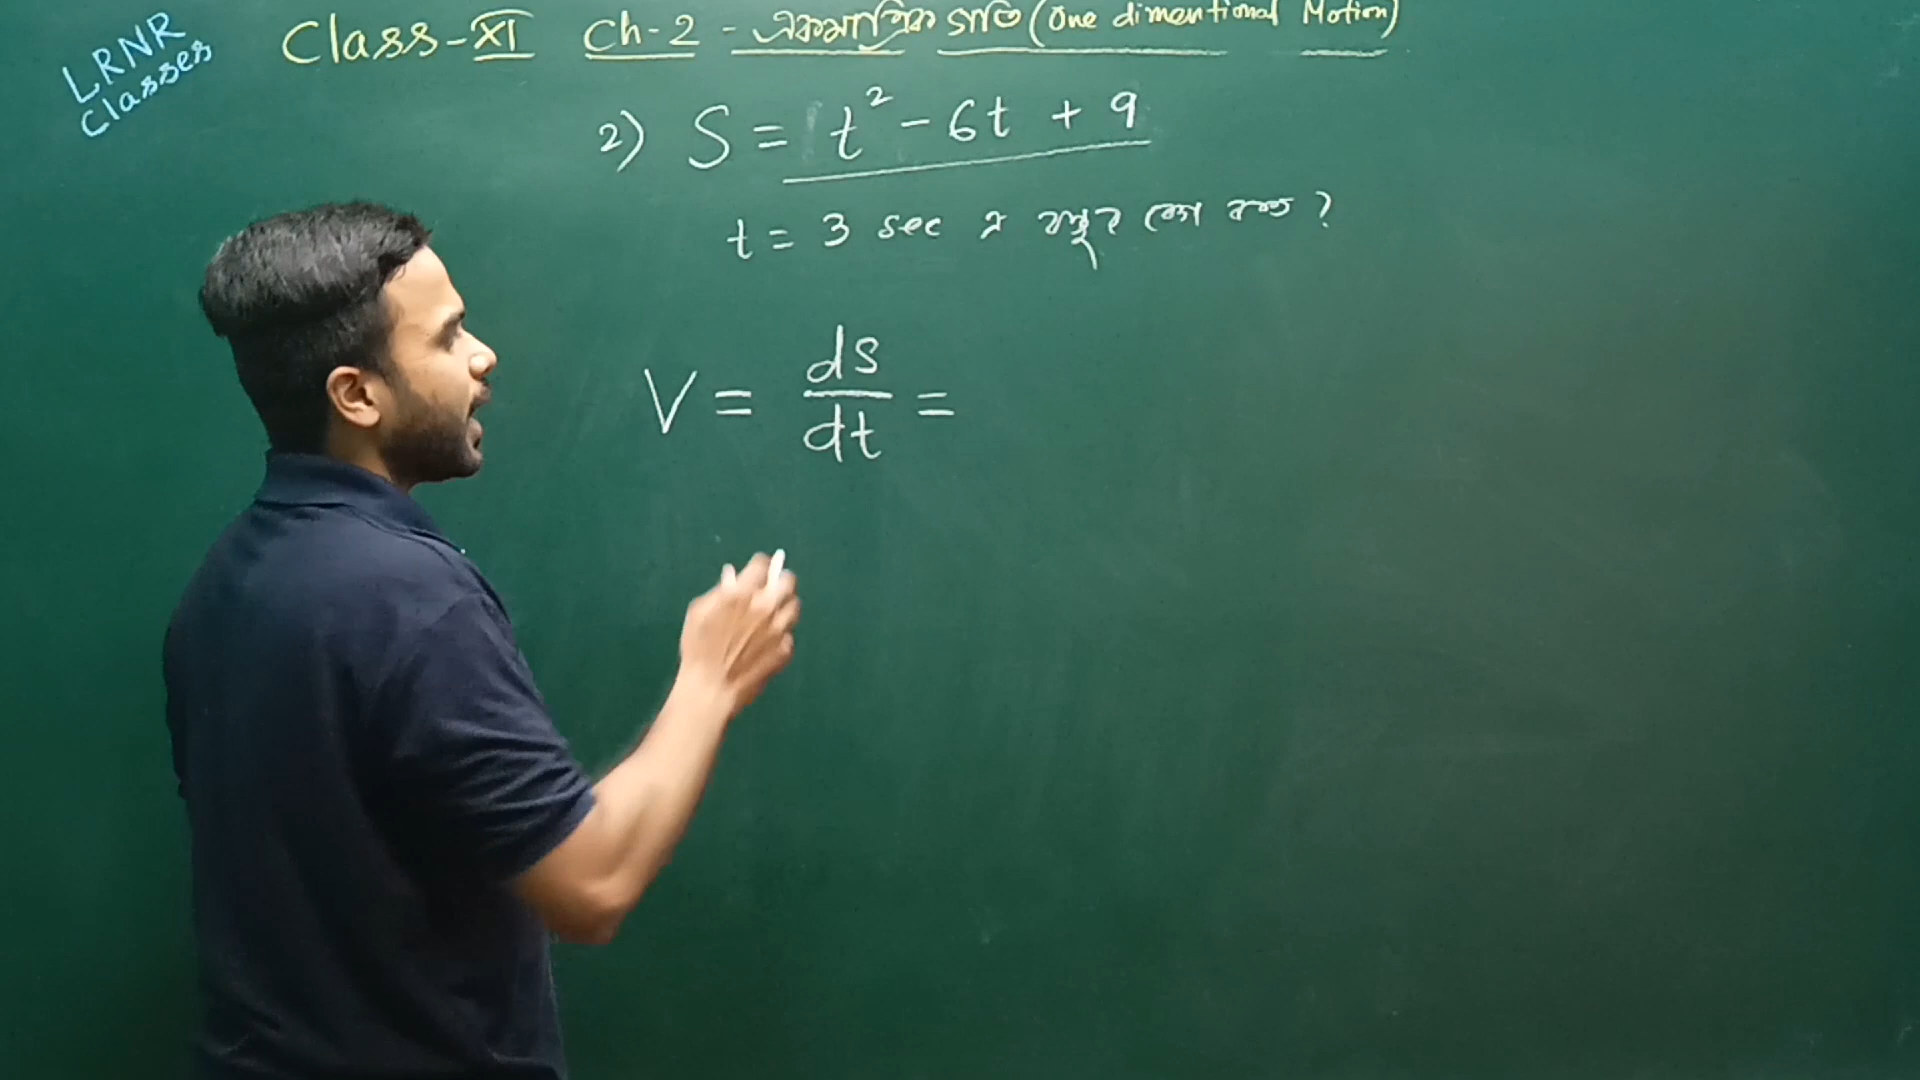 LRNR
Classes
Class-XI Ch-2 - একমাত্রিক গতি (One dimentional Motion)
2) S = t² - 6t + 9
t = 3 sec এ বস্তুর বেগ কত ?
V = ds/dt =